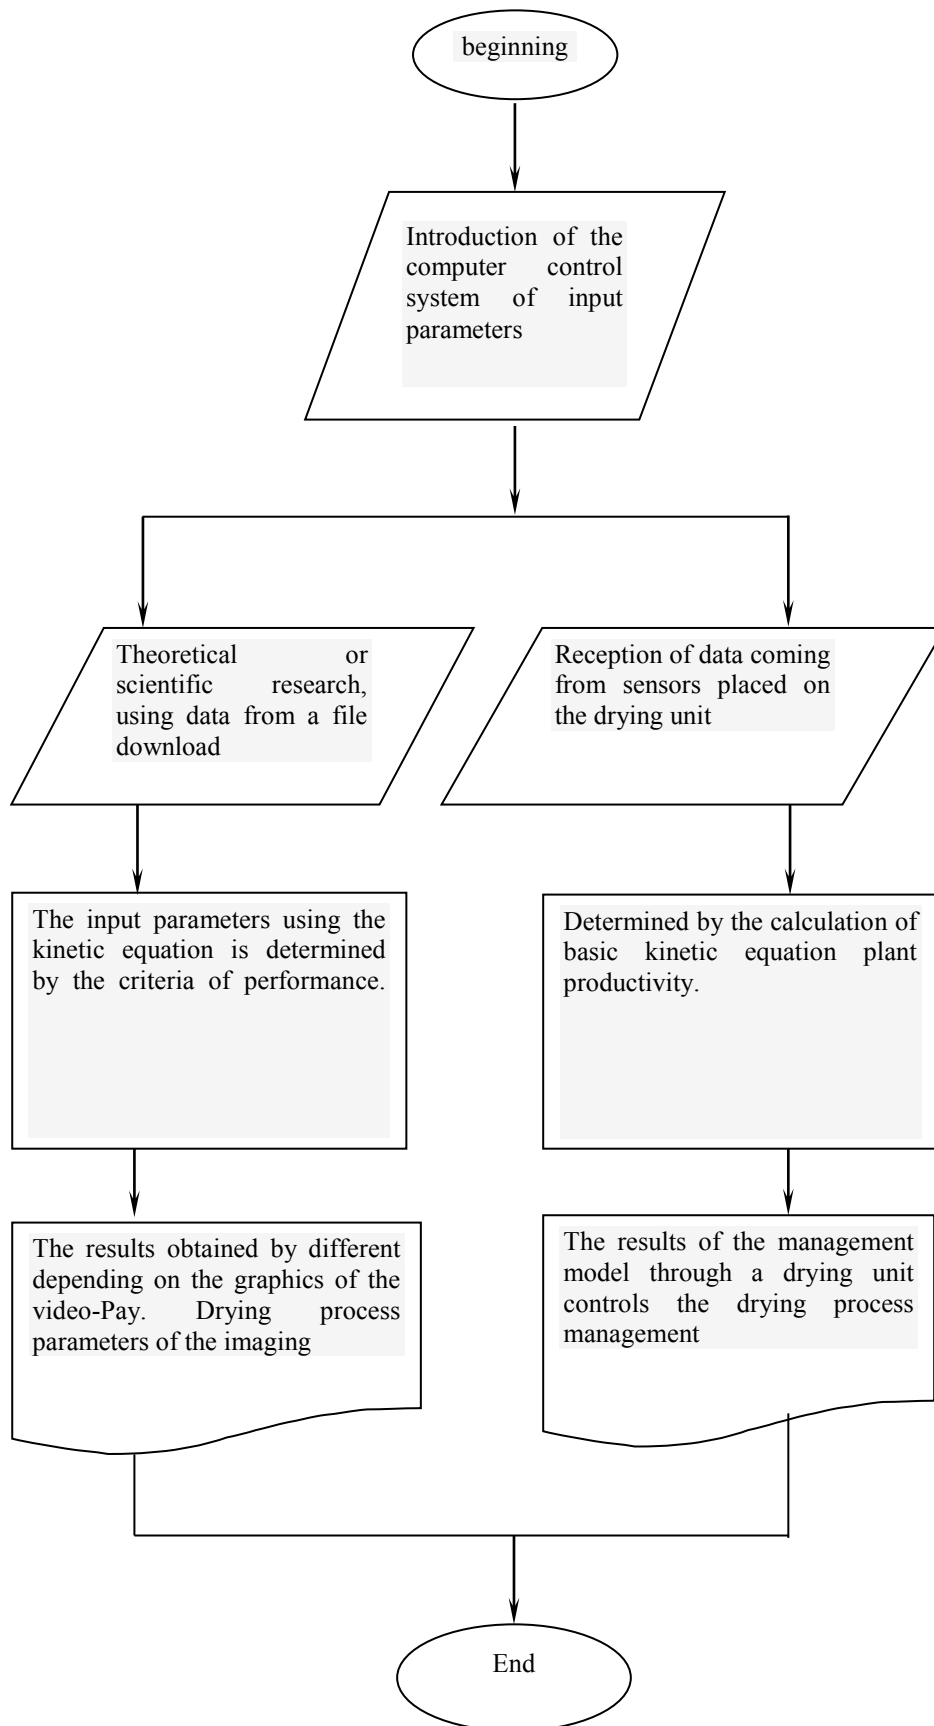 beginning
Introduction of the
computer control
system of input
parameters
Theoretical or
scientific research,
using data from a file
download
Reception of data coming
from sensors placed on
the drying unit
The input parameters using the
kinetic equation is determined
by the criteria of performance.
Determined by the calculation of
basic kinetic equation plant
productivity.
The results obtained by different
depending on the graphics of the
video-Pay. Drying process
parameters of the imaging
The results of the management
model through a drying unit
controls the drying process
management
End